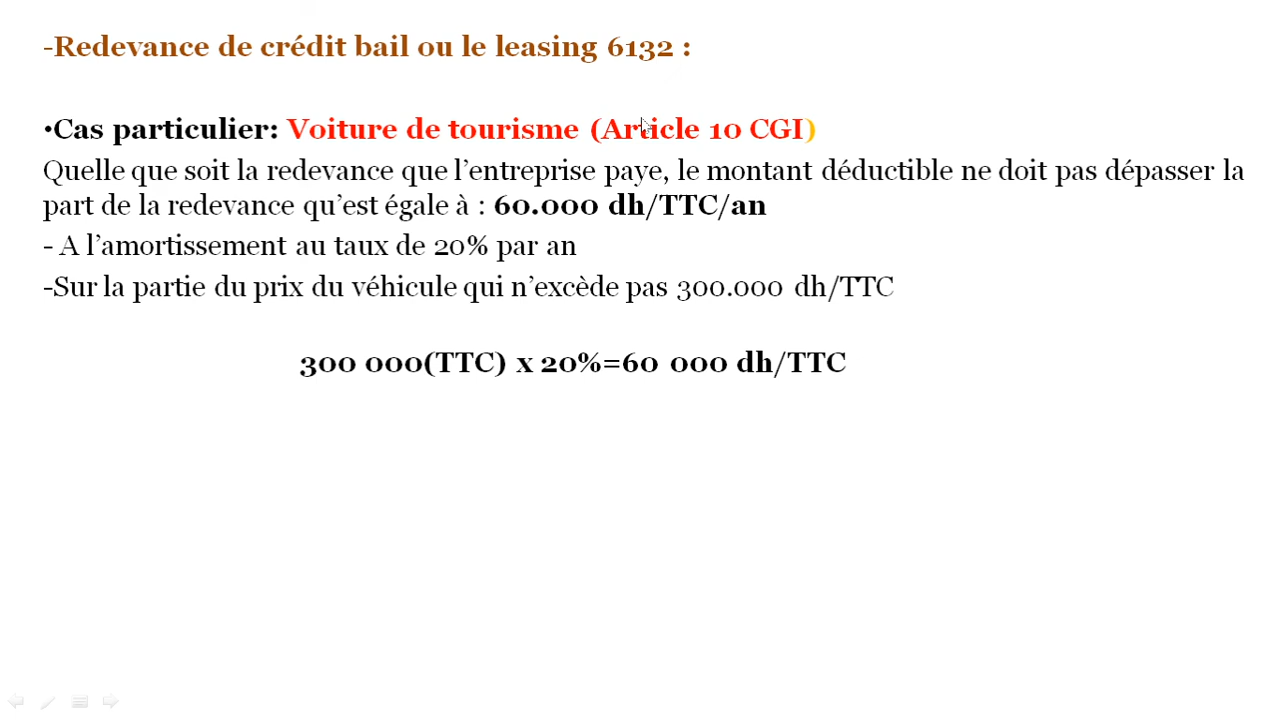 -Redevance de crédit bail ou le leasing 6132 :
•Cas particulier: Voiture de tourisme (Article 10 CGI)
Quelle que soit la redevance que l’entreprise paye, le montant déductible ne doit pas dépasser la
part de la redevance qu’est égale à : 60.000 dh/TTC/an
- A l’amortissement au taux de 20% par an
-Sur la partie du prix du véhicule qui n’excède pas 300.000 dh/TTC
300 000(TTC) x 20%=60 000 dh/TTC